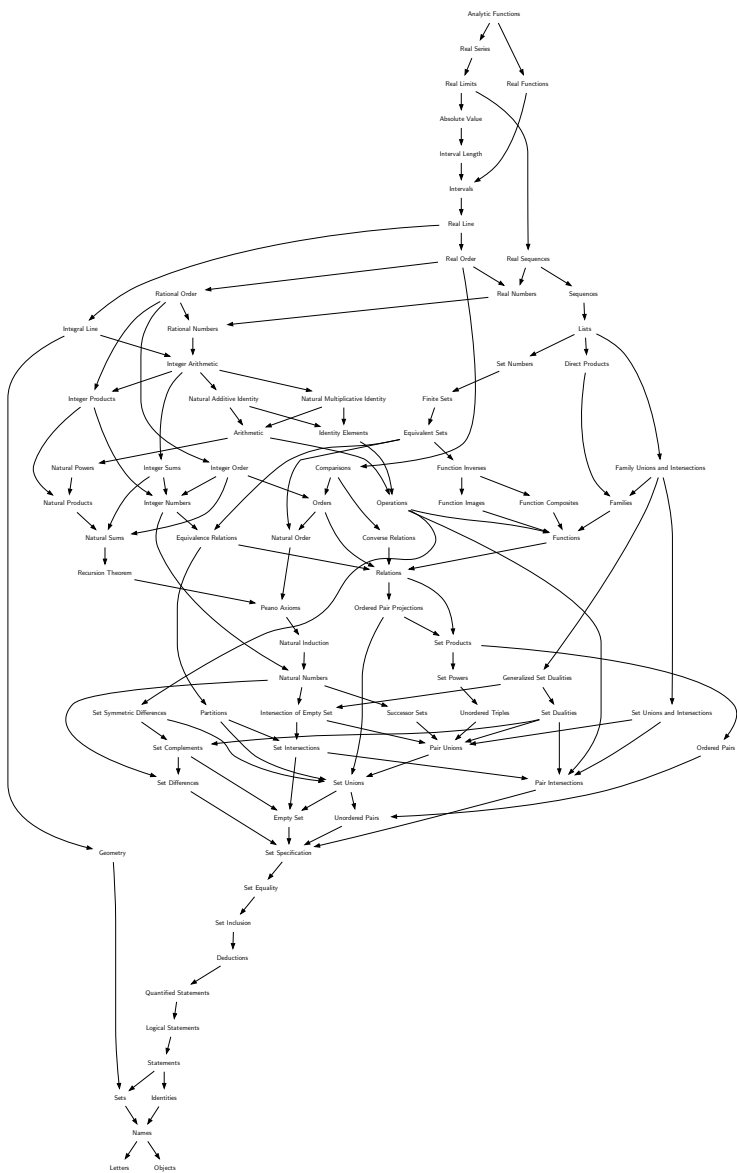 Analytic Functions
Real Series
Real Limits Real Functions
Absolute Value
Interval Length
Intervals
Real Line
Real Order Real Sequences
Rational Order Real Numbers Sequences
Integral Line Rational Numbers Lists
Integer Arithmetic Set Numbers Direct Products
Integer Products Natural Additive Identity Natural Multiplicative Identity Finite Sets
Arithmetic Identity Elements Equivalent Sets
Natural Powers Integer Sums Integer Order Comparisons Function Inverses Family Unions and Intersections
Natural Products Integer Numbers Orders Operations Function Images Function Composites Families
Natural Sums Equivalence Relations Natural Order Converse Relations Functions
Recursion Theorem Relations
Peano Axioms Ordered Pair Projections
Natural Induction Set Products
Natural Numbers Set Powers Generalized Set Dualities
Set Symmetric Differences Partitions Intersection of Empty Set Successor Sets Unordered Triples Set Dualities Set Unions and Intersections
Set Complements Set Intersections Pair Unions Ordered Pairs
Set Differences Set Unions Pair Intersections
Empty Set Unordered Pairs
Geometry Set Specification
Set Equality
Set Inclusion
Deductions
Quantified Statements
Logical Statements
Statements
Sets Identities
Names
Letters Objects